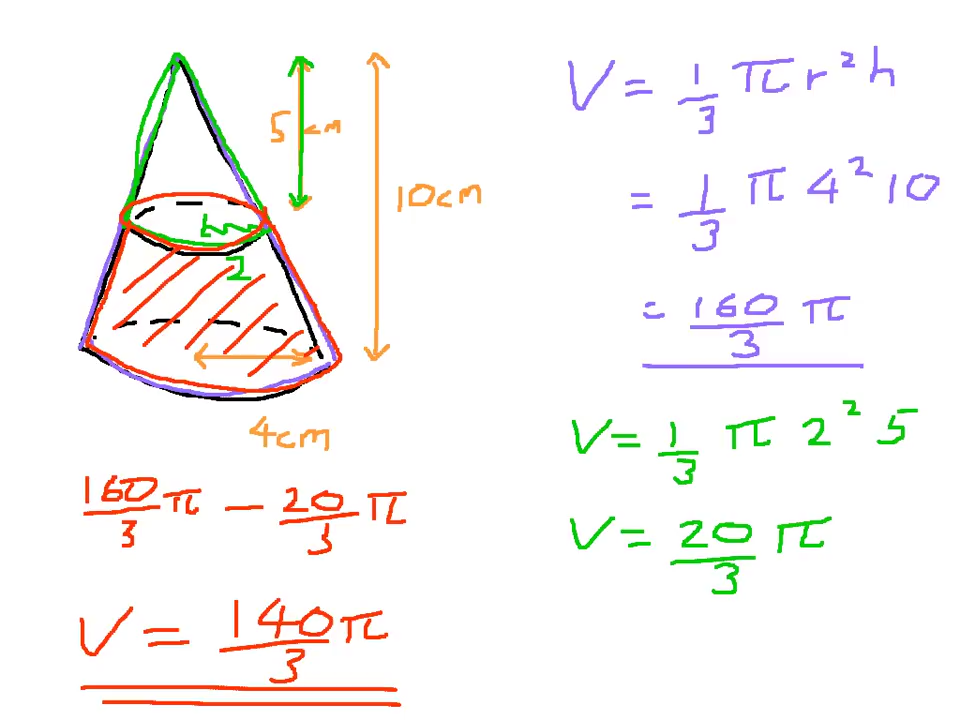 5cm
10cm
2
4cm
V = 1/3 π r² h
= 1/3 π 4² 10
= 160/3 π
V = 1/3 π 2² 5
V = 20/3 π
160/3 π − 20/3 π
V = 140π/3